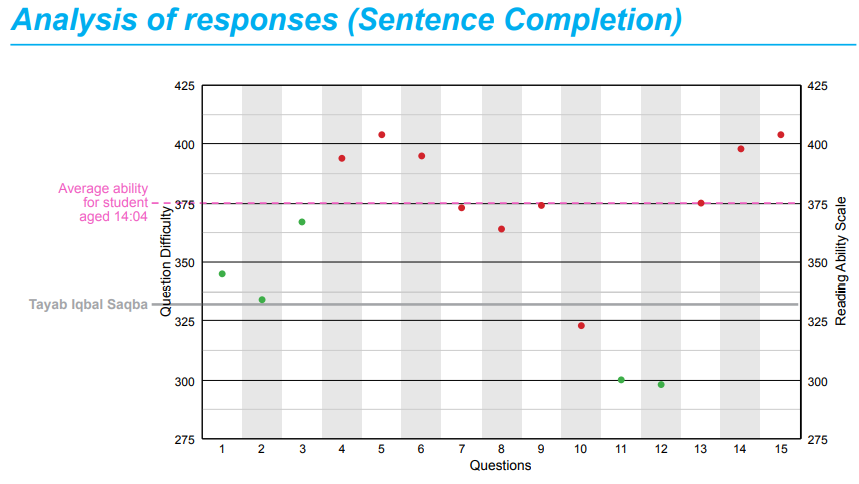 Analysis of responses (Sentence Completion)
425
400
375
350
325
300
275
Average ability
for student
aged 14:04
Tayab Iqbal Saqba
Question Difficulty
425
400
375
350
325
300
275
Reading Ability Scale
1 2 3 4 5 6 7 8 9 10 11 12 13 14 15
Questions